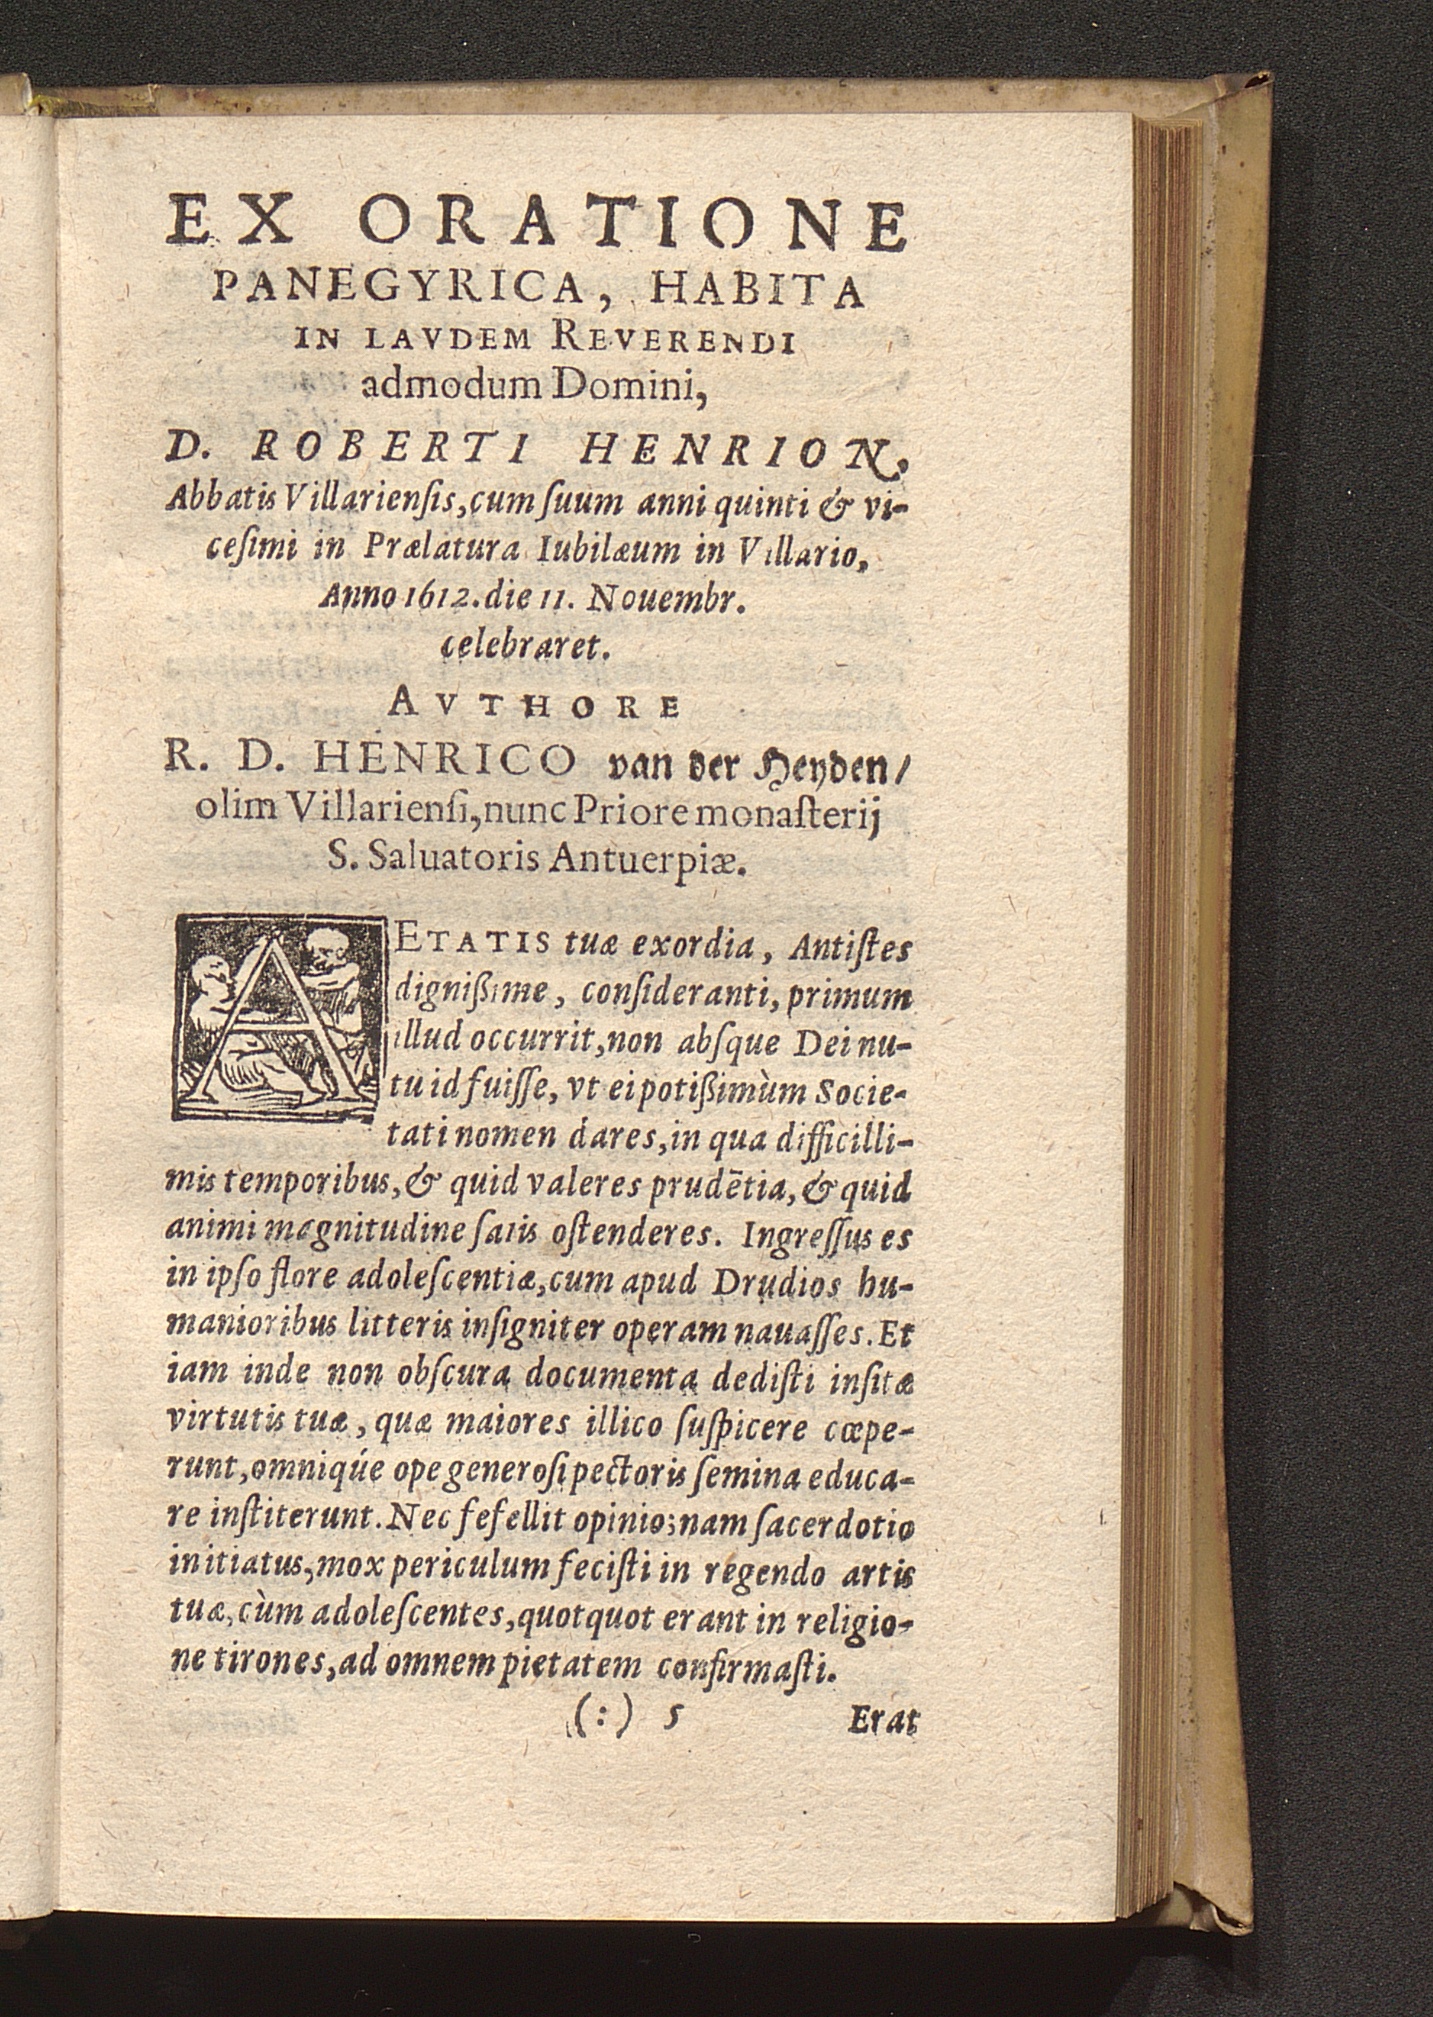 EX ORATIONE
PANEGYRICA, HABITA
IN LAVDEM REVERENDI
admodum Domini,
D. ROBERTI HENRION,
Abbatis Villariensis, cum suum anni quinti & vi-
cesimi in Prælatura Iubilæum in Villario,
Anno 1612. die 11. Nouembr.
celebraret.
AVTHORE
R. D. HENRICO van der Heyden/
olim Villariensi, nunc Priore monasterij
S. Saluatoris Antuerpiæ.
AETATIS tuæ exordia, Antistes
dignißime, consideranti, primum
illud occurrit, non absque Dei nu-
tu id fuisse, vt ei potißimùm Socie-
tati nomen dares, in qua difficilli-
mis temporibus, & quid valeres prudētia, & quid
animi magnitudine satis ostenderes. Ingressus es
in ipso flore adolescentiæ, cum apud Drudios hu-
manioribus litteris insigniter operam nauasses. Et
iam inde non obscura documenta dedisti insitæ
virtutis tuæ, quæ maiores illico suspicere cœpe-
runt, omniqúe ope generosi pectoris semina educa-
re institerunt. Nec fefellit opinio; nam sacerdotio
initiatus, mox periculum fecisti in regendo artis
tuæ, cùm adolescentes, quotquot erant in religio-
ne tirones, ad omnem pietatem confirmasti.
(:) 5 Erat